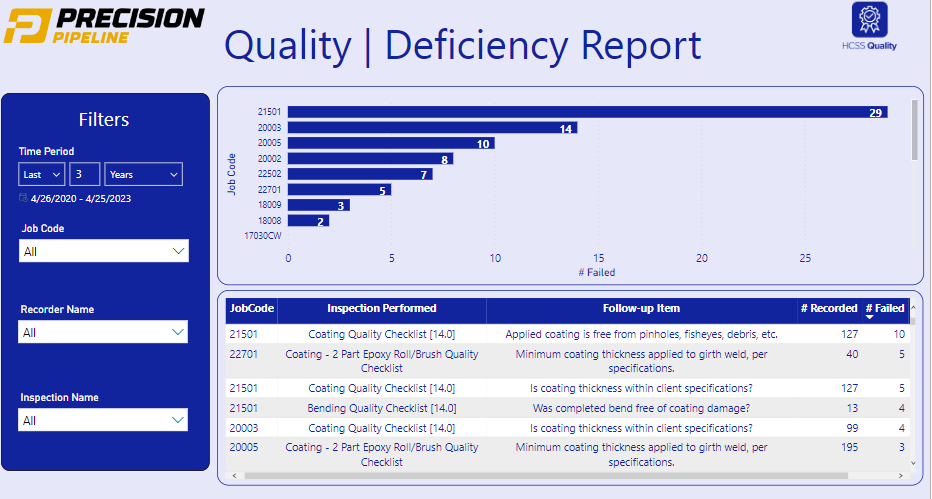 PRECISION
PIPELINE
Quality | Deficiency Report
HCSS Quality
Filters
Time Period
Last 3 Years
4/26/2020 - 4/25/2023
Job Code
All
Recorder Name
All
Inspection Name
All
Job Code
21501 29
20003 14
20005 10
20002 8
22502 7
22701 5
18009 3
18008 2
17030CW
0 5 10 15 20 25
# Failed
JobCode Inspection Performed Follow-up Item # Recorded # Failed
21501 Coating Quality Checklist [14.0] Applied coating is free from pinholes, fisheyes, debris, etc. 127 10
22701 Coating - 2 Part Epoxy Roll/Brush Quality Minimum coating thickness applied to girth weld, per 40 5
Checklist specifications.
21501 Coating Quality Checklist [14.0] Is coating thickness within client specifications? 127 5
21501 Bending Quality Checklist [14.0] Was completed bend free of coating damage? 13 4
20003 Coating Quality Checklist [14.0] Is coating thickness within client specifications? 99 4
20005 Coating - 2 Part Epoxy Roll/Brush Quality Minimum coating thickness applied to girth weld, per 195 3
Checklist specifications.